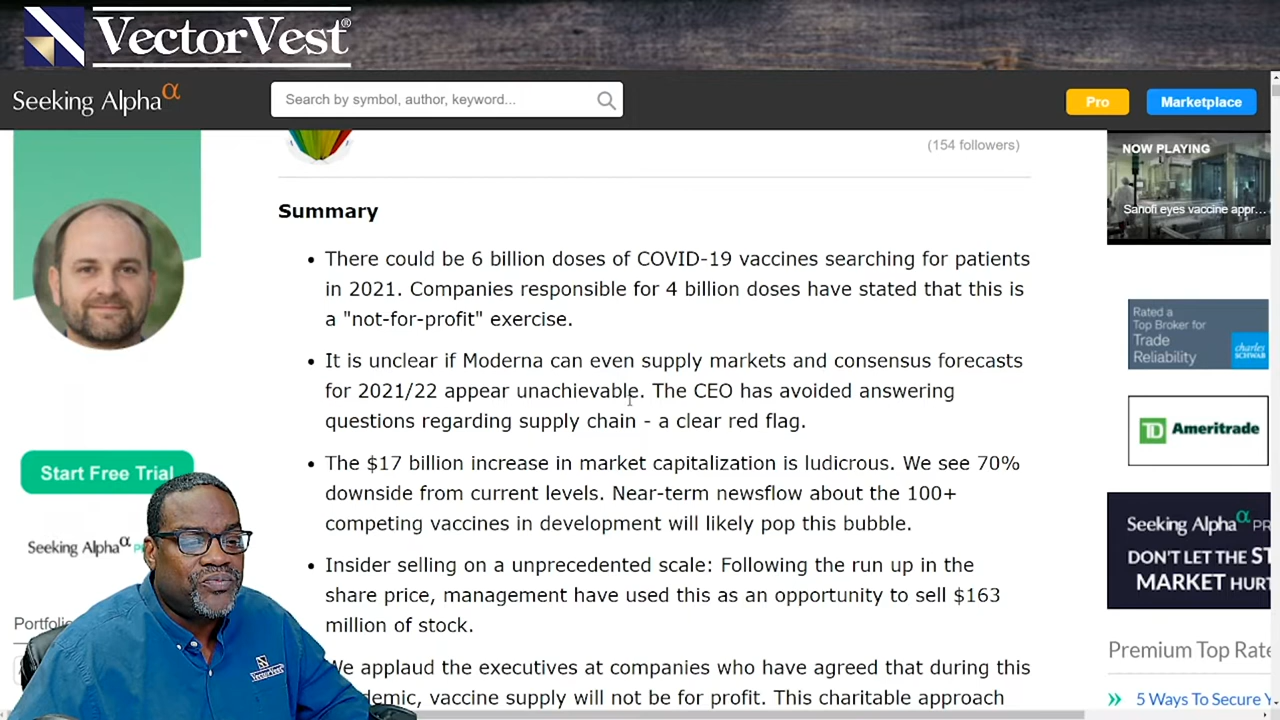 VectorVest®
Seeking Alpha α
Search by symbol, author, keyword...
Pro
Marketplace
(154 followers)
NOW PLAYING
Sanofi eyes vaccine appr...
Summary
There could be 6 billion doses of COVID-19 vaccines searching for patients
in 2021. Companies responsible for 4 billion doses have stated that this is
a "not-for-profit" exercise.
It is unclear if Moderna can even supply markets and consensus forecasts
for 2021/22 appear unachievable. The CEO has avoided answering
questions regarding supply chain - a clear red flag.
The $17 billion increase in market capitalization is ludicrous. We see 70%
downside from current levels. Near-term newsflow about the 100+
competing vaccines in development will likely pop this bubble.
Insider selling on a unprecedented scale: Following the run up in the
share price, management have used this as an opportunity to sell $163
million of stock.
We applaud the executives at companies who have agreed that during this
demic, vaccine supply will not be for profit. This charitable approach
Start Free Trial
Seeking Alpha α
Portfolio
VectorVest
Rated a
Top Broker for
Trade
Reliability
charles
SCHWAB
TD Ameritrade
Seeking Alpha α PR
DON'T LET THE ST
MARKET HURT
Premium Top Rate
5 Ways To Secure Y